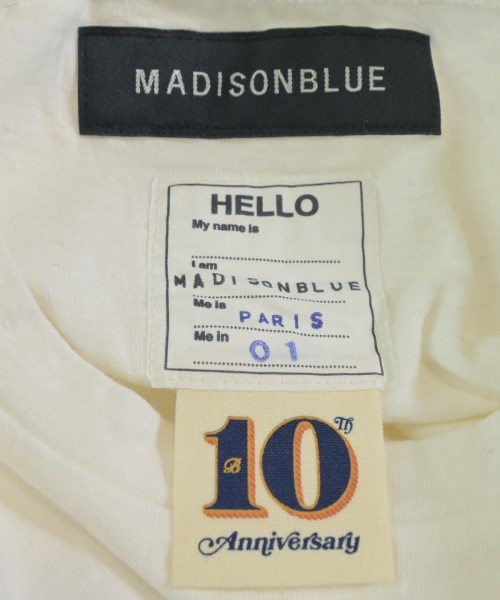 MADISONBLUE
HELLO
My name is
I am
MADISONBLUE
Me is
PARIS
Me in
01
10Th
B
Anniversary